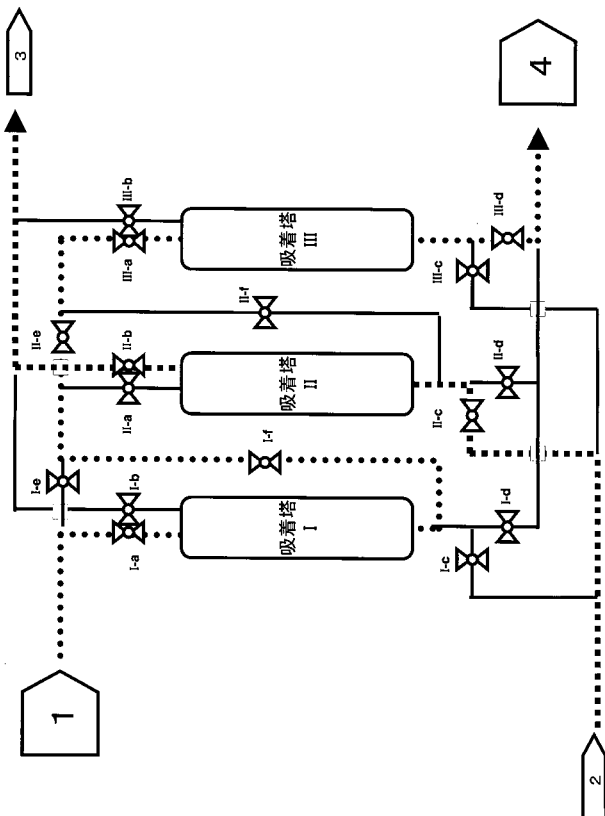 3
4
III-b
III-a
吸着塔
III
III-d
III-c
II-e
II-f
II-b
II-a
吸着塔
II
II-d
II-c
I-e
I-f
I-b
I-a
吸着塔
I
I-d
I-c
1
2